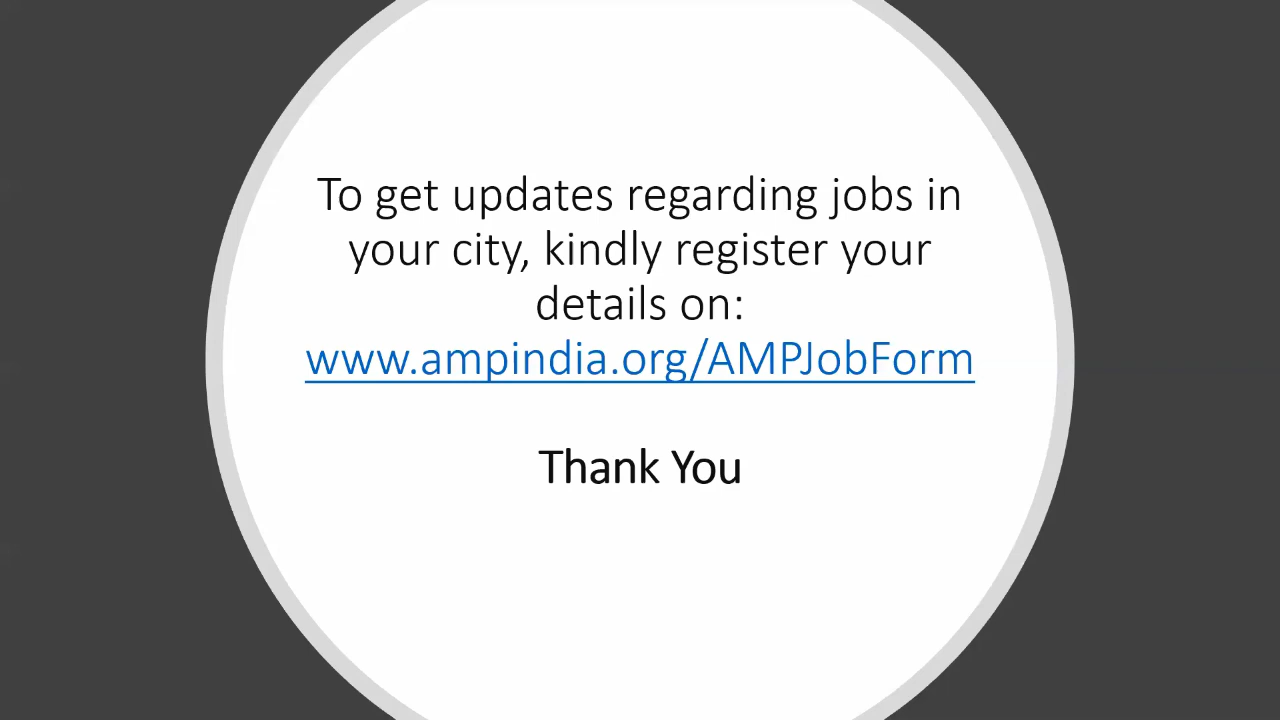 To get updates regarding jobs in
your city, kindly register your
details on:
www.ampindia.org/AMPJobForm
Thank You